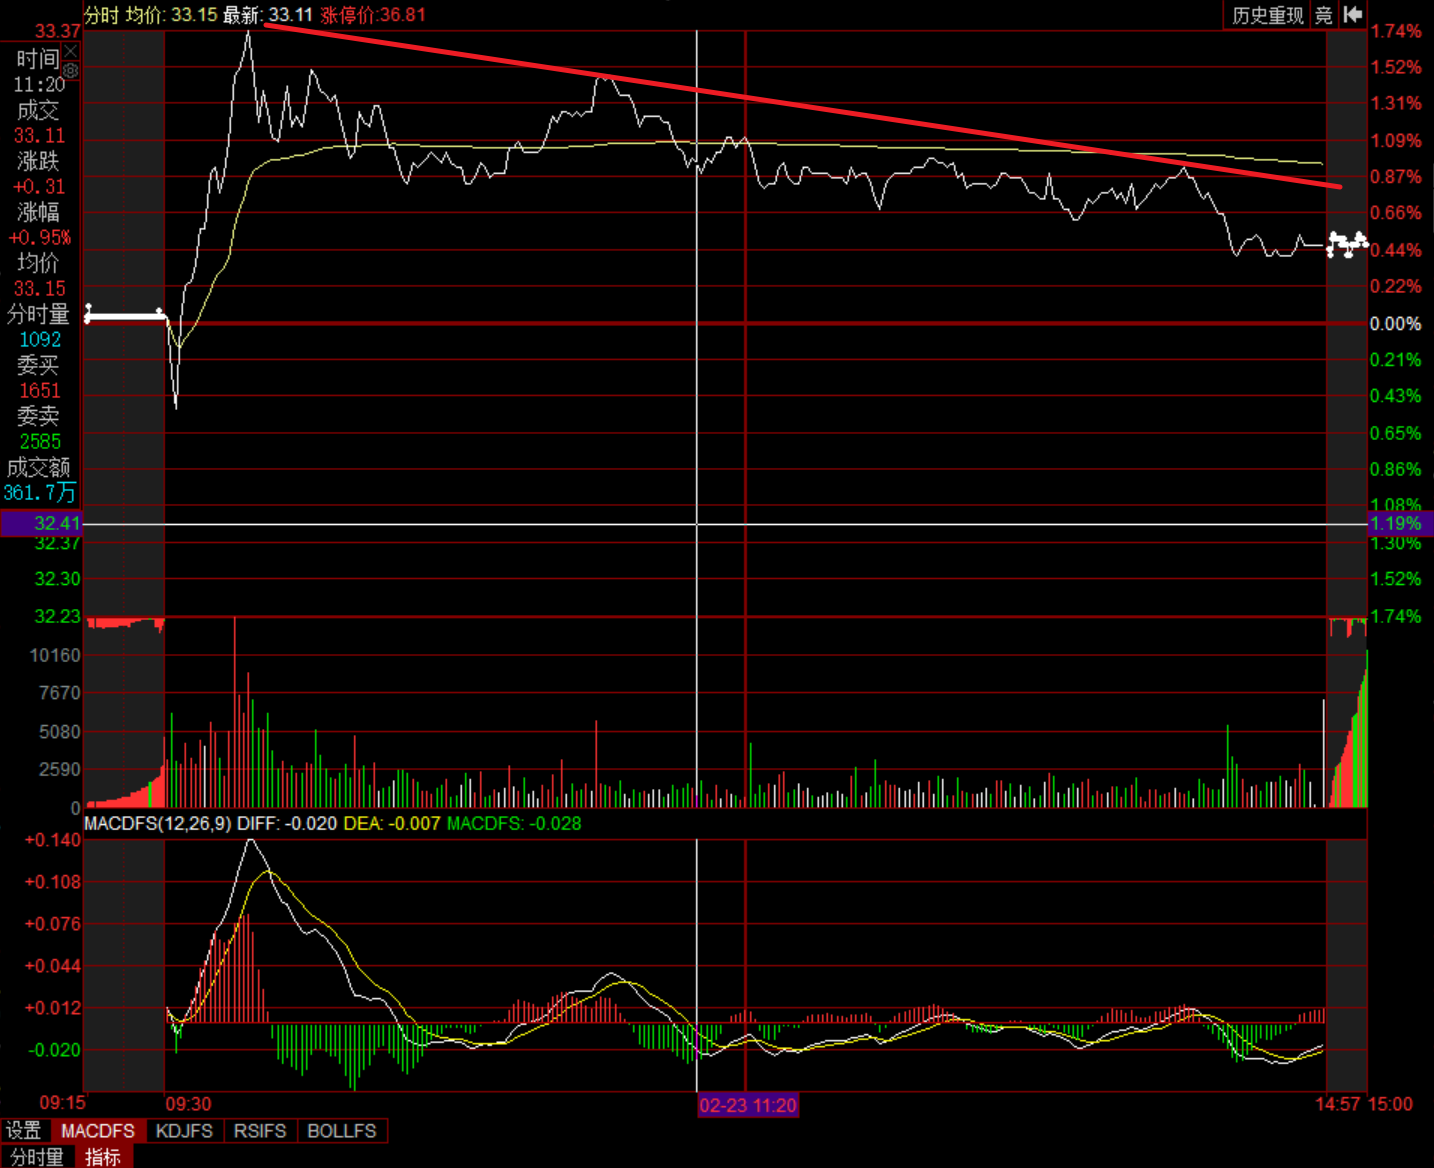 分时 均价: 33.15 最新: 33.11 涨停价:36.81
历史重现 竞
33.37
时间
11:20
成交
33.11
涨跌
+0.31
涨幅
+0.95%
均价
33.15
分时量
1092
委买
1651
委卖
2585
成交额
361.7万
32.41
32.37
32.30
32.23
1.74%
1.52%
1.31%
1.09%
0.87%
0.66%
0.44%
0.22%
0.00%
0.21%
0.43%
0.65%
0.86%
1.08%
1.19%
1.30%
1.52%
1.74%
10160
7670
5080
2590
0
MACDFS(12,26,9) DIFF: -0.020 DEA: -0.007 MACDFS: -0.028
+0.140
+0.108
+0.076
+0.044
+0.012
-0.020
09:15 09:30 02-23 11:20 14:57 15:00
设置 MACDFS KDJFS RSIFS BOLLFS
分时量 指标